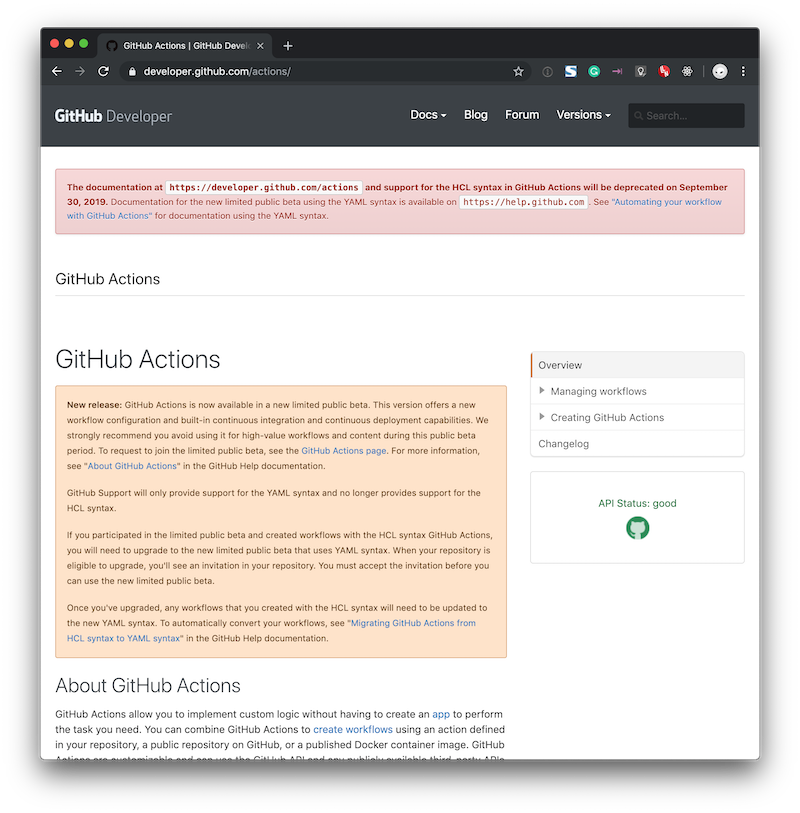 GitHub Actions | GitHub Devel
developer.github.com/actions/
GitHub Developer
Docs
Blog
Forum
Versions
Search...
The documentation at https://developer.github.com/actions and support for the HCL syntax in GitHub Actions will be deprecated on September
30, 2019. Documentation for the new limited public beta using the YAML syntax is available on https://help.github.com. See "Automating your workflow
with GitHub Actions" for documentation using the YAML syntax.
GitHub Actions
GitHub Actions
New release: GitHub Actions is now available in a new limited public beta. This version offers a new
workflow configuration and built-in continuous integration and continuous deployment capabilities. We
strongly recommend you avoid using it for high-value workflows and content during this public beta
period. To request to join the limited public beta, see the GitHub Actions page. For more information,
see "About GitHub Actions" in the GitHub Help documentation.
GitHub Support will only provide support for the YAML syntax and no longer provides support for the
HCL syntax.
If you participated in the limited public beta and created workflows with the HCL syntax GitHub Actions,
you will need to upgrade to the new limited public beta that uses YAML syntax. When your repository is
eligible to upgrade, you'll see an invitation in your repository. You must accept the invitation before you
can use the new limited public beta.
Once you've upgraded, any workflows that you created with the HCL syntax will need to be updated to
the new YAML syntax. To automatically convert your workflows, see "Migrating GitHub Actions from
HCL syntax to YAML syntax" in the GitHub Help documentation.
About GitHub Actions
GitHub Actions allow you to implement custom logic without having to create an app to perform
the task you need. You can combine GitHub Actions to create workflows using an action defined
in your repository, a public repository on GitHub, or a published Docker container image. GitHub
Actions are customizable and can use the GitHub API and any publicly available third-party API's
Overview
Managing workflows
Creating GitHub Actions
Changelog
API Status: good